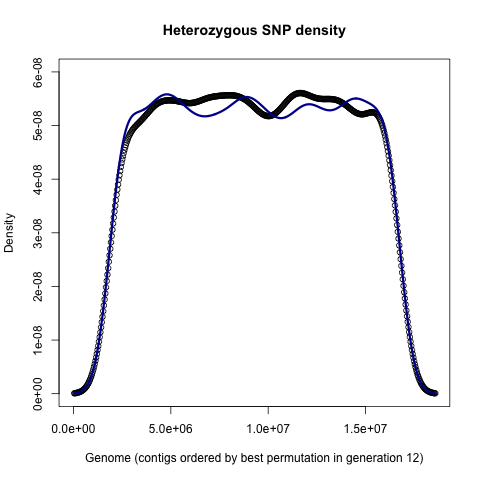 Heterozygous SNP density
6e-08
5e-08
4e-08
3e-08
2e-08
1e-08
0e+00
Density
0.0e+00 5.0e+06 1.0e+07 1.5e+07
Genome (contigs ordered by best permutation in generation 12)